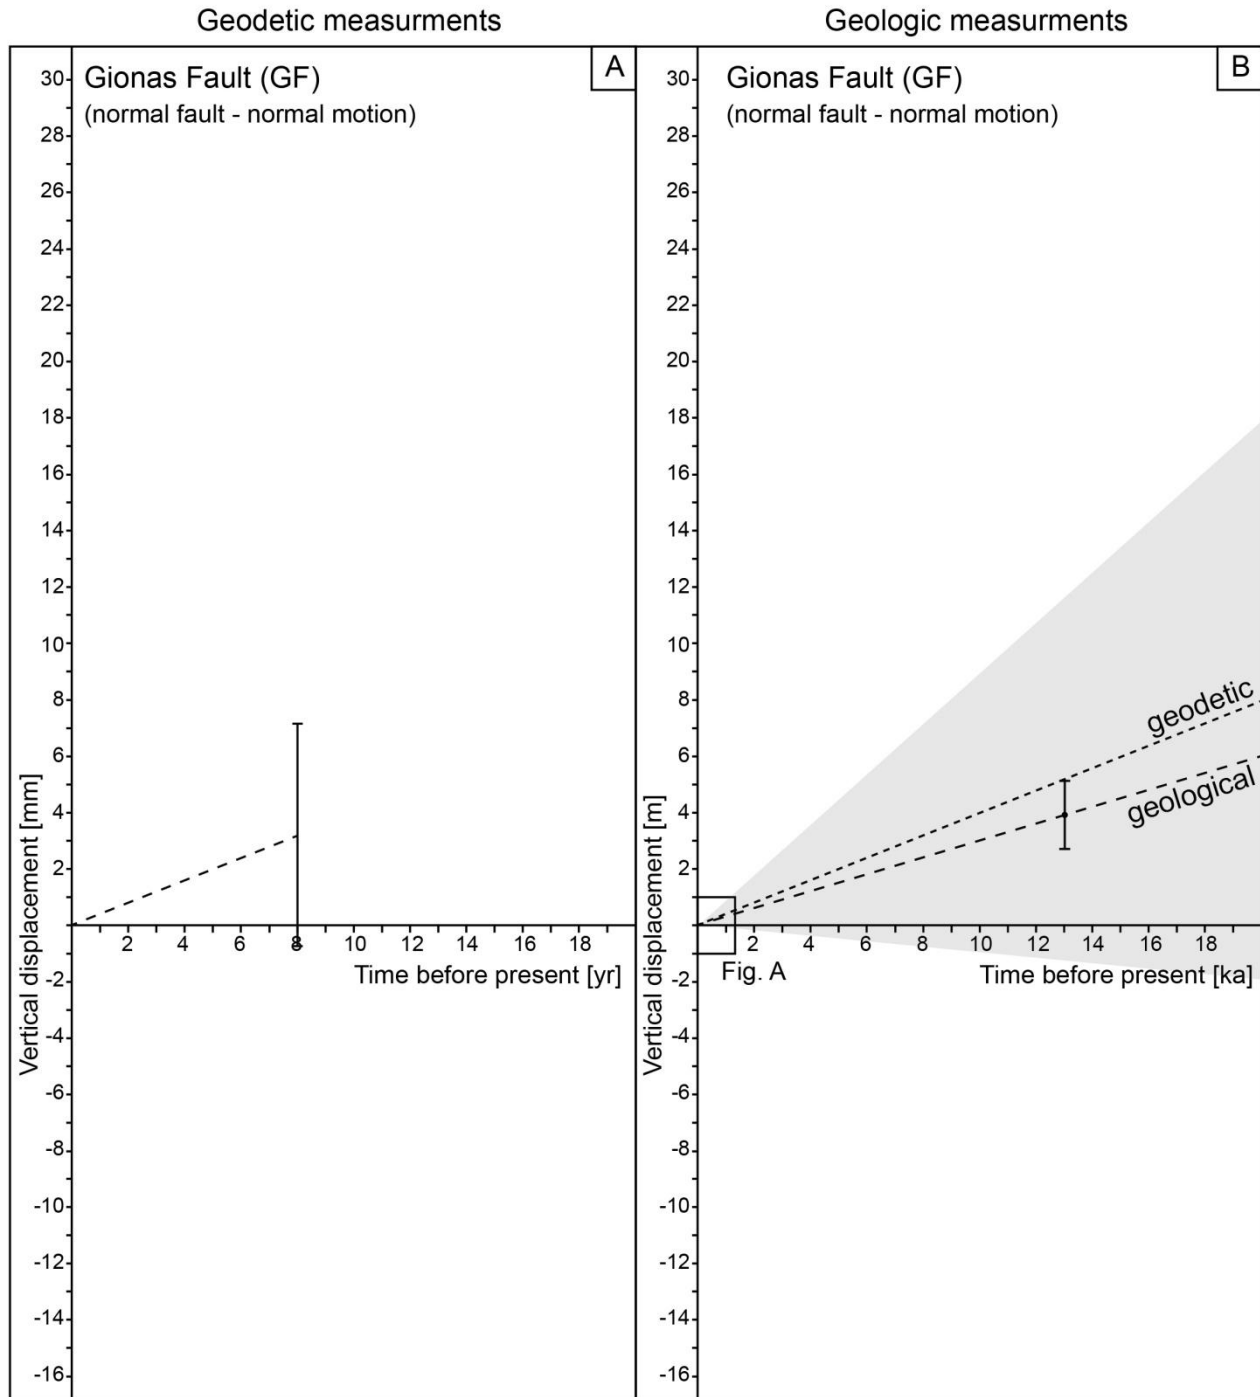 Geodetic measurments
Geologic measurments
A
Gionas Fault (GF)
(normal fault - normal motion)
30
28
26
24
22
20
18
16
14
12
10
8
6
4
2
-2
-4
-6
-8
-10
-12
-14
-16
Vertical displacement [mm]
2 4 6 8 10 12 14 16 18
Time before present [yr]
B
Gionas Fault (GF)
(normal fault - normal motion)
30
28
26
24
22
20
18
16
14
12
10
8
6
4
2
-2
-4
-6
-8
-10
-12
-14
-16
Vertical displacement [m]
geodetic
geological
2 4 6 8 10 12 14 16 18
Fig. A
Time before present [ka]